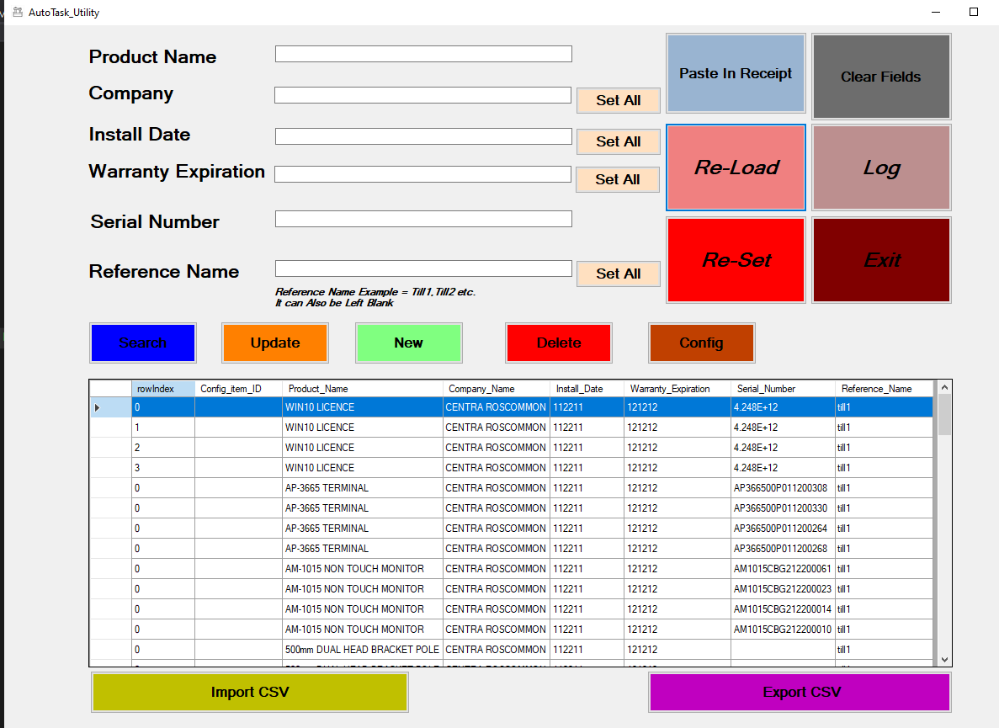 AutoTask_Utility
Product Name
Company
Set All
Install Date
Set All
Warranty Expiration
Set All
Serial Number
Reference Name
Set All
Reference Name Example = Till1,Till2 etc.
It can Also be Left Blank
Paste In Receipt
Clear Fields
Re-Load
Log
Re-Set
Exit
Search Update New Delete Config
rowIndex Config_item_ID Product_Name Company_Name Install_Date Warranty_Expiration Serial_Number Reference_Name
0 WIN10 LICENCE CENTRA ROSCOMMON 112211 121212 4.248E+12 till1
1 WIN10 LICENCE CENTRA ROSCOMMON 112211 121212 4.248E+12 till1
2 WIN10 LICENCE CENTRA ROSCOMMON 112211 121212 4.248E+12 till1
3 WIN10 LICENCE CENTRA ROSCOMMON 112211 121212 4.248E+12 till1
0 AP-3665 TERMINAL CENTRA ROSCOMMON 112211 121212 AP366500P011200308 till1
0 AP-3665 TERMINAL CENTRA ROSCOMMON 112211 121212 AP366500P011200330 till1
0 AP-3665 TERMINAL CENTRA ROSCOMMON 112211 121212 AP366500P011200264 till1
0 AP-3665 TERMINAL CENTRA ROSCOMMON 112211 121212 AP366500P011200268 till1
0 AM-1015 NON TOUCH MONITOR CENTRA ROSCOMMON 112211 121212 AM1015CBG212200061 till1
0 AM-1015 NON TOUCH MONITOR CENTRA ROSCOMMON 112211 121212 AM1015CBG212200023 till1
0 AM-1015 NON TOUCH MONITOR CENTRA ROSCOMMON 112211 121212 AM1015CBG212200014 till1
0 AM-1015 NON TOUCH MONITOR CENTRA ROSCOMMON 112211 121212 AM1015CBG212200010 till1
0 500mm DUAL HEAD BRACKET POLE CENTRA ROSCOMMON 112211 121212 till1
Import CSV
Export CSV